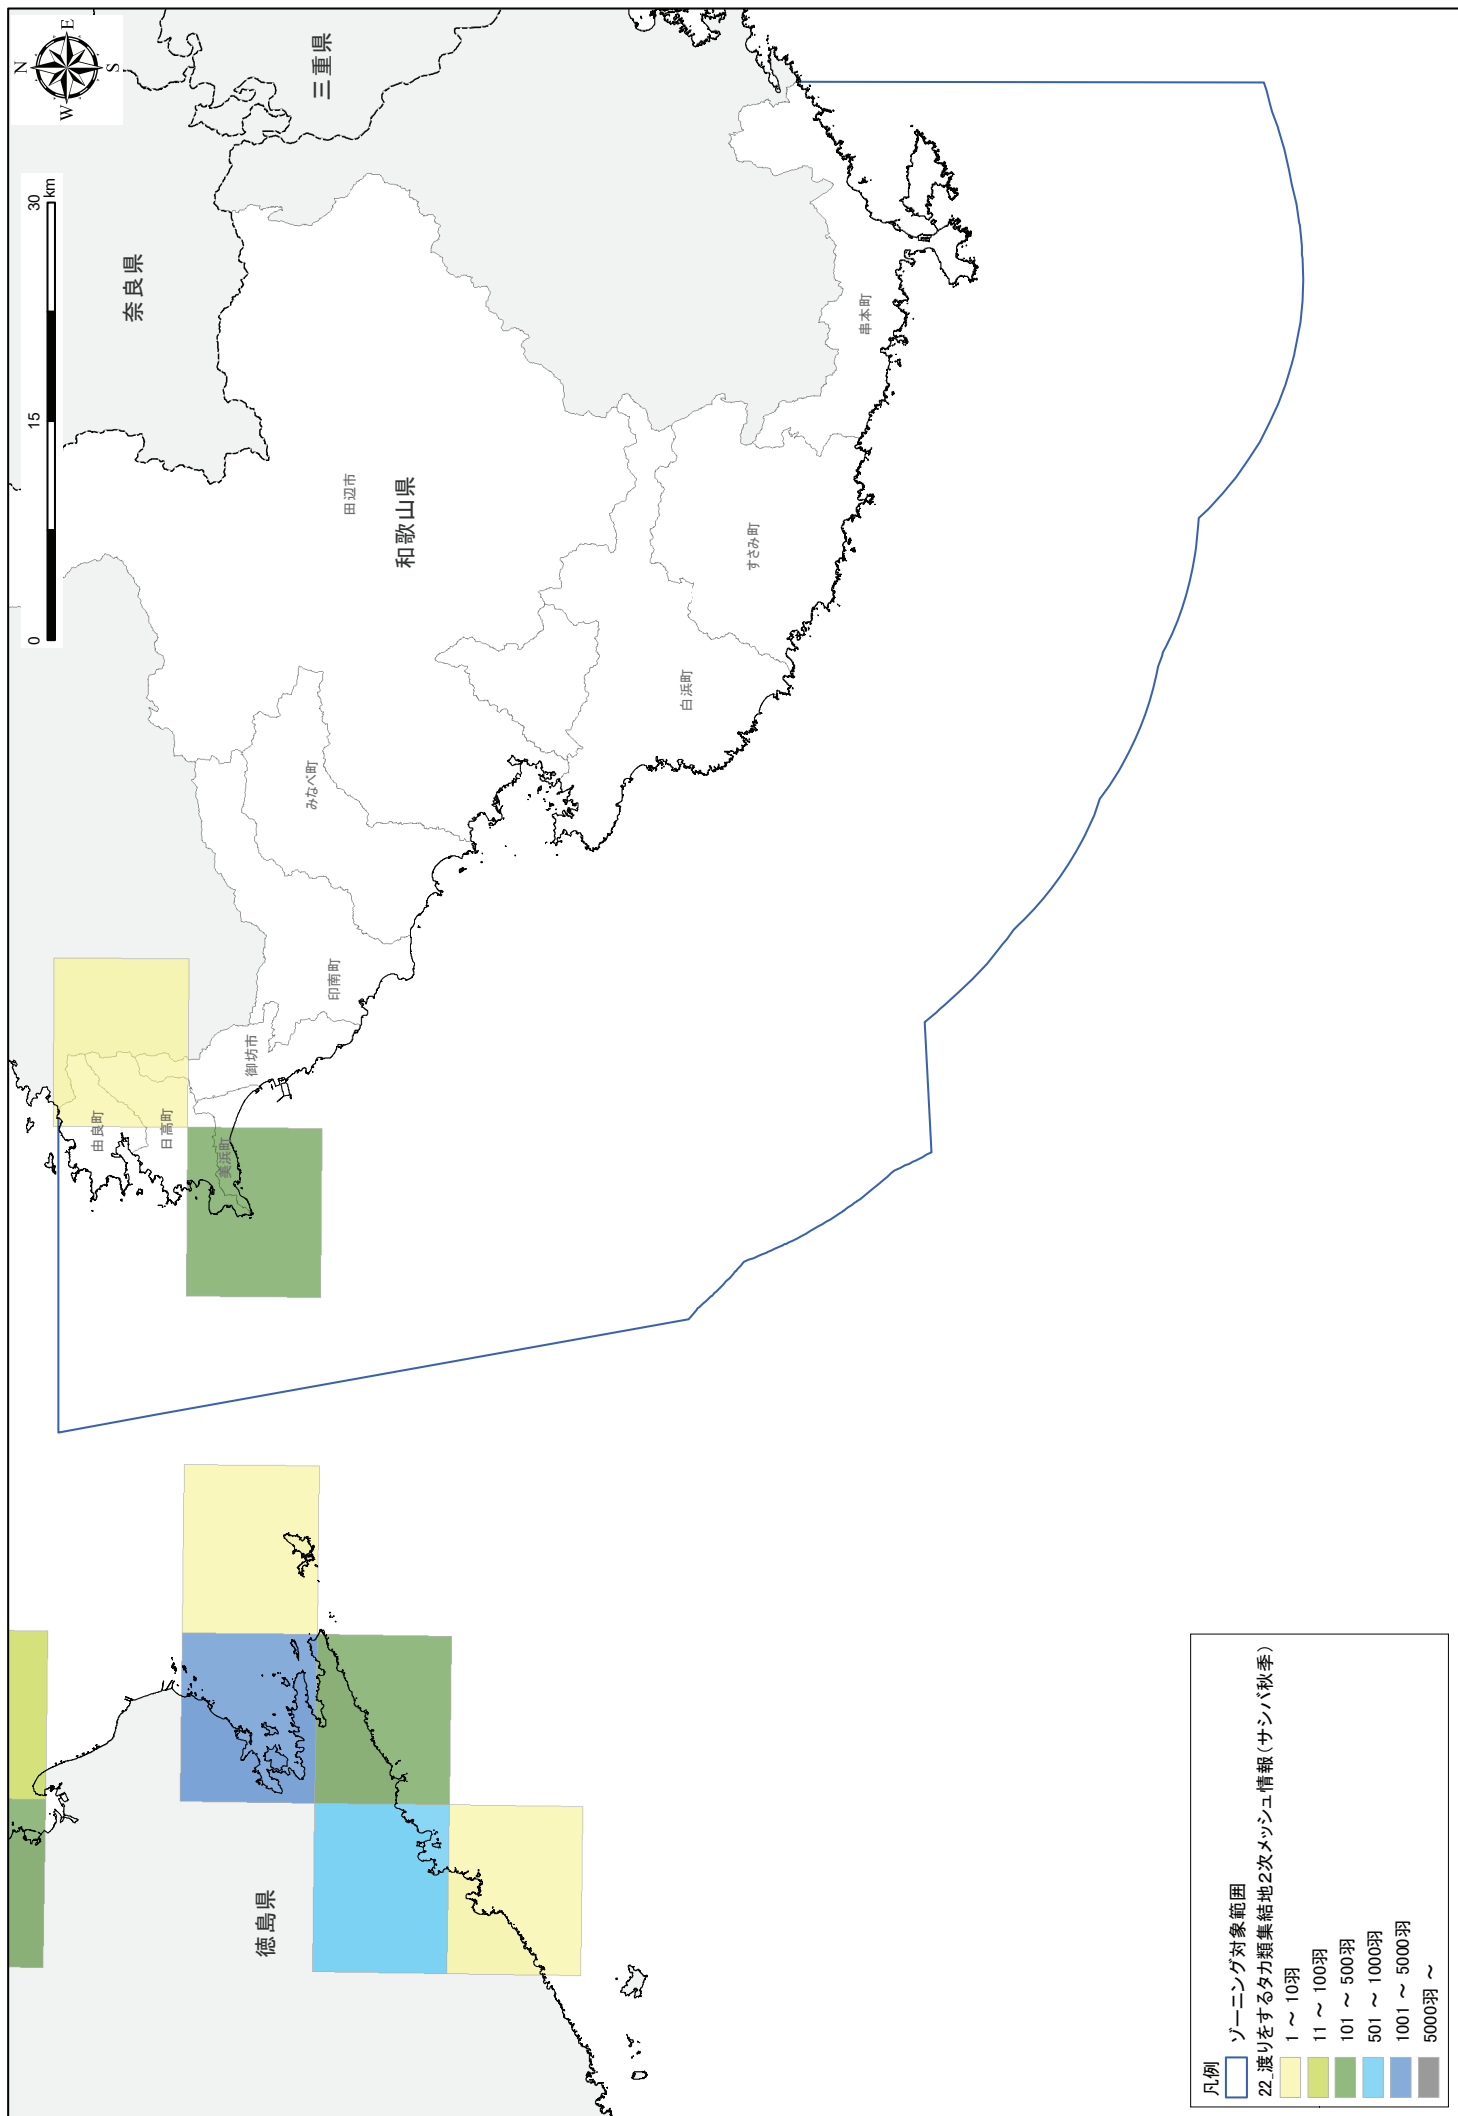 N
W
E
S
0
15
30
km
奈良県
三重県
和歌山県
田辺市
みなべ町
印南町
御坊市
由良町
日高町
美浜町
白浜町
すさみ町
串本町
徳島県
凡例
ゾーニング対象範囲
22_渡りをするタカ類集結地2次メッシュ情報(サシバ秋季)
1 ～ 10羽
11 ～ 100羽
101 ～ 500羽
501 ～ 1000羽
1001 ～ 5000羽
5000羽 ～